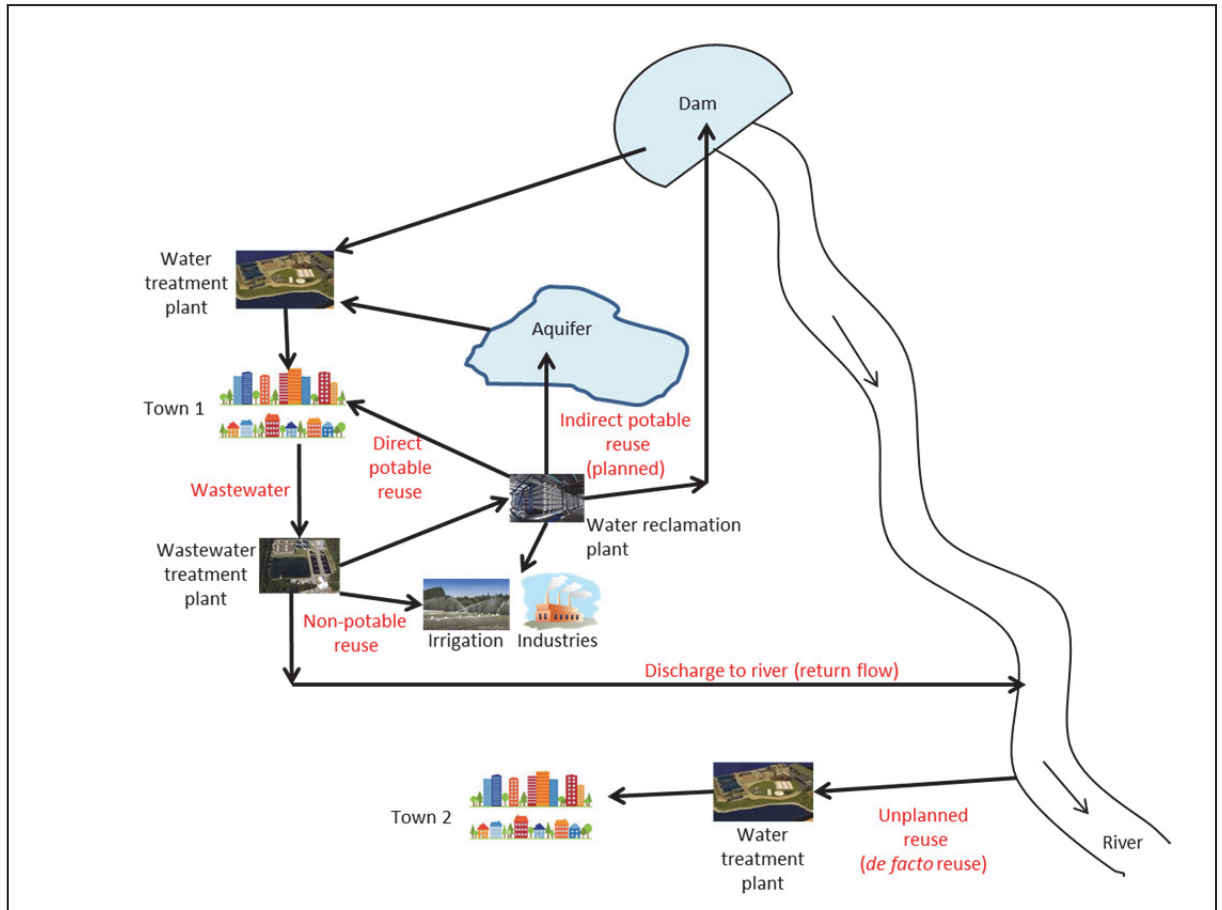 Dam
Water
treatment
plant
Aquifer
Town 1
Direct
potable
reuse
Indirect potable
reuse
(planned)
Wastewater
Water reclamation
plant
Wastewater
treatment
plant
Non-potable
reuse
Irrigation
Industries
Discharge to river (return flow)
Town 2
Water
treatment
plant
Unplanned
reuse
(de facto reuse)
River